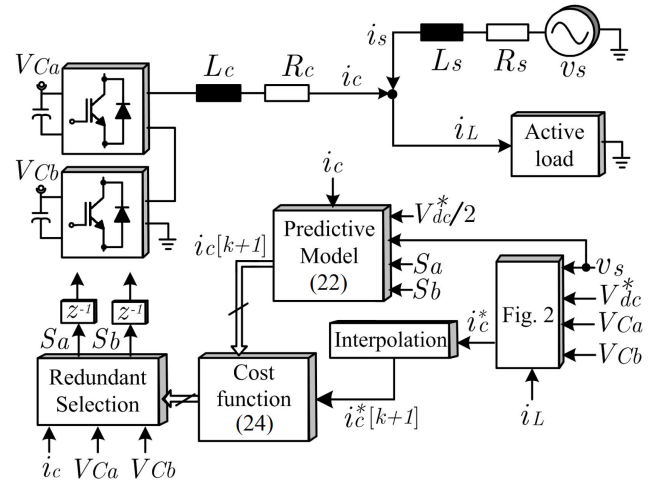 VCa
Lc
Rc
ic
is
Ls
Rs
vs
iL
Active
load
VCb
ic
Predictive
Model
(22)
V*dc/2
Sa
Sb
ic[k+1]
vs
V*dc
VCa
VCb
Fig. 2
iL
i*c
Interpolation
i*c[k+1]
z-1
z-1
Sa
Sb
Redundant
Selection
Cost
function
(24)
ic
VCa
VCb